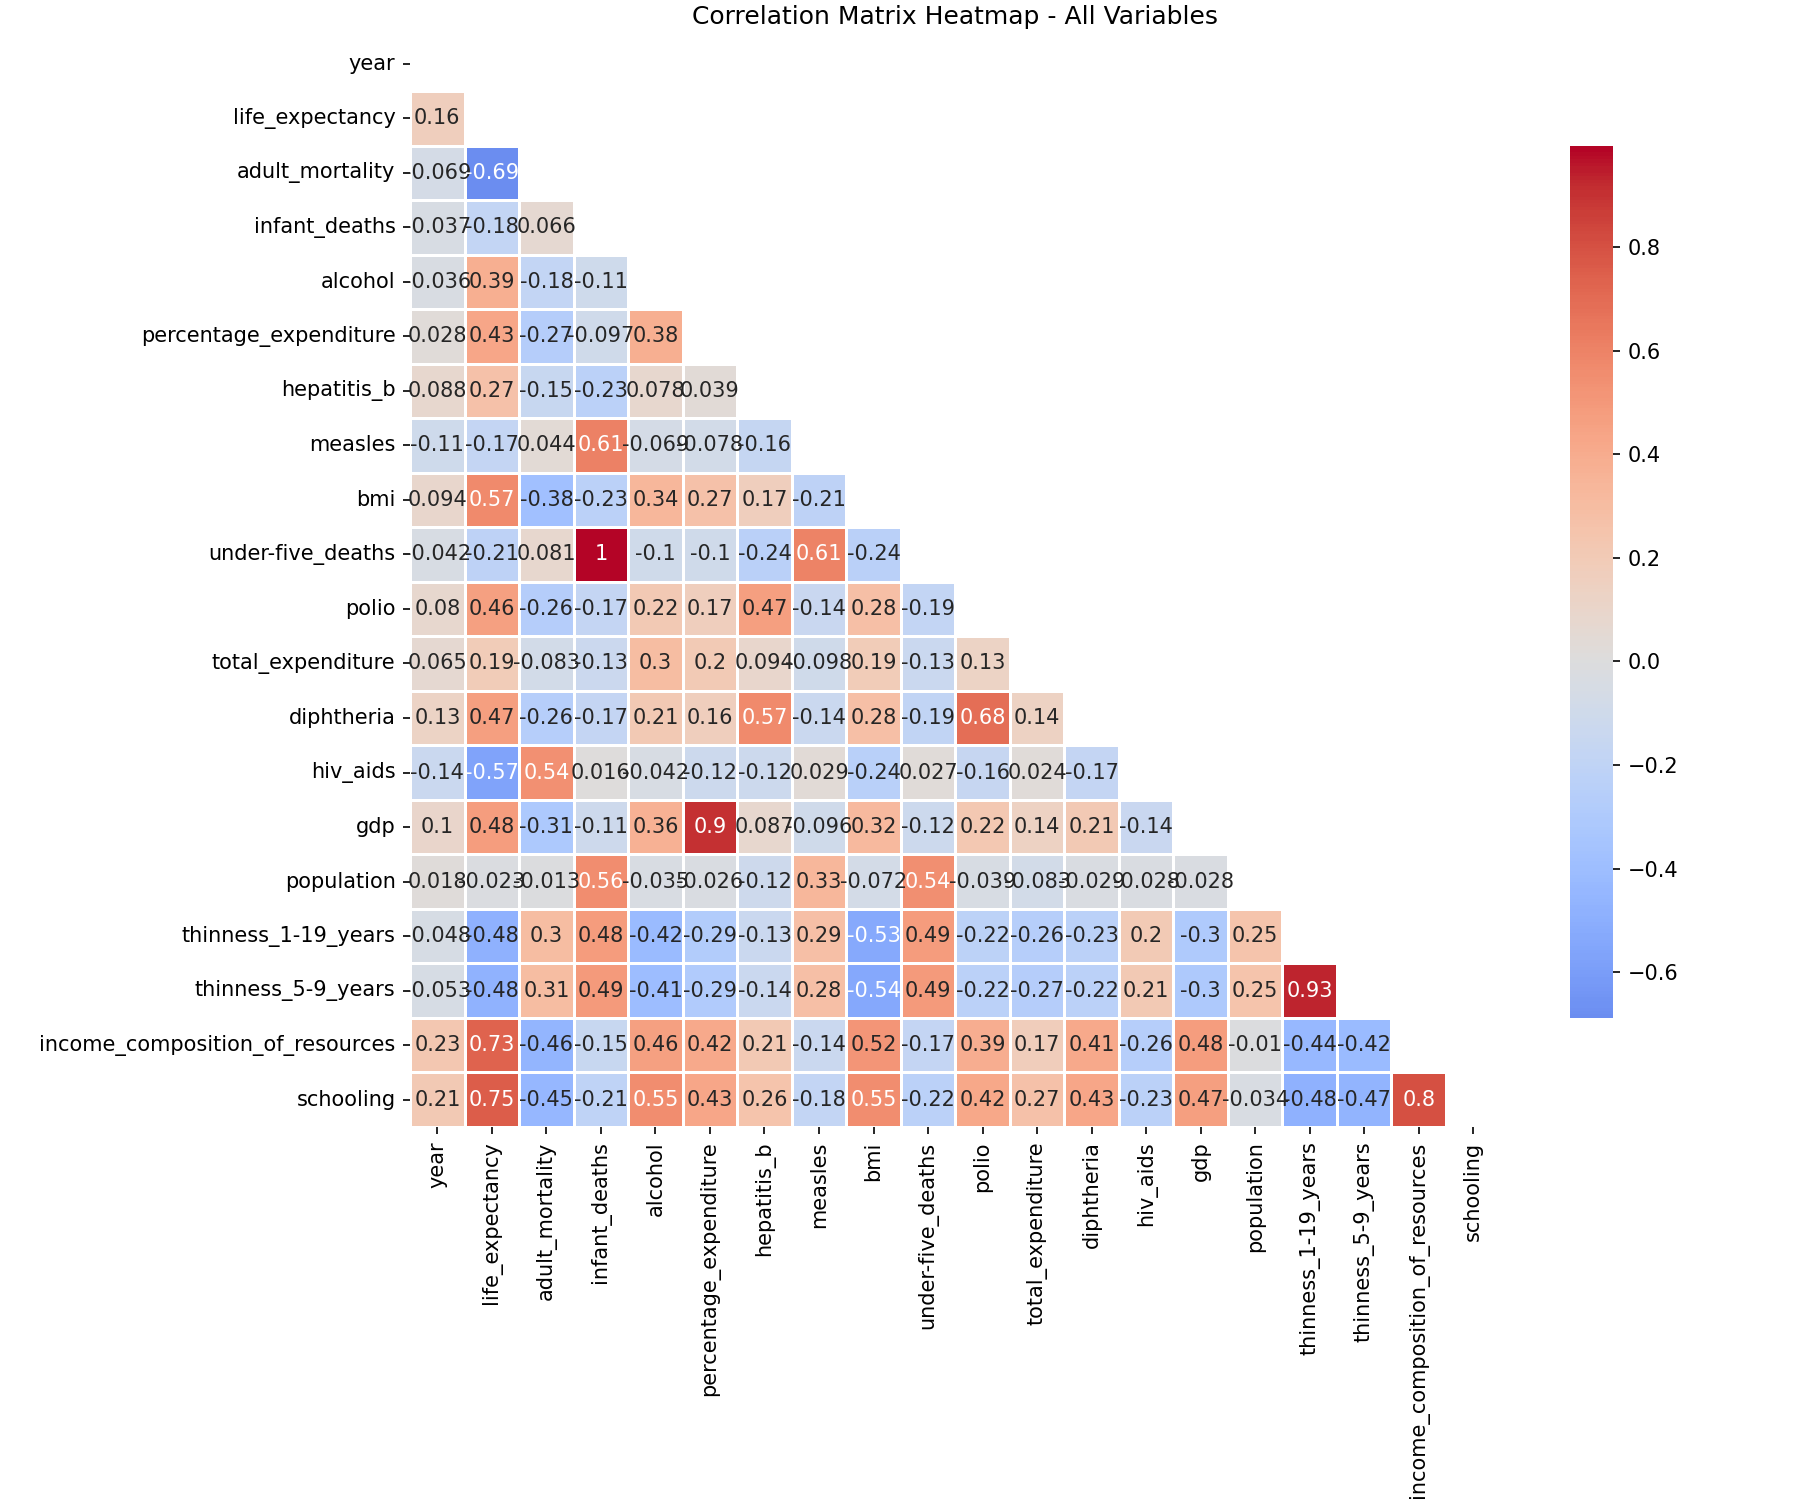 Correlation Matrix Heatmap - All Variables
year
life_expectancy 0.16
adult_mortality -0.069 -0.69
infant_deaths -0.037 -0.18 0.066
alcohol -0.036 0.39 -0.18 -0.11
percentage_expenditure 0.028 0.43 -0.27 -0.097 0.38
hepatitis_b 0.088 0.27 -0.15 -0.23 0.078 0.039
measles -0.11 -0.17 0.044 0.61 -0.069 -0.078 -0.16
bmi 0.094 0.57 -0.38 -0.23 0.34 0.27 0.17 -0.21
under-five_deaths -0.042 -0.21 0.081 1 -0.1 -0.1 -0.24 0.61 -0.24
polio 0.08 0.46 -0.26 -0.17 0.22 0.17 0.47 -0.14 0.28 -0.19
total_expenditure 0.065 0.19 -0.083 -0.13 0.3 0.2 0.094 -0.098 0.19 -0.13 0.13
diphtheria 0.13 0.47 -0.26 -0.17 0.21 0.16 0.57 -0.14 0.28 -0.19 0.68 0.14
hiv_aids -0.14 -0.57 0.54 0.016 -0.042 -0.12 -0.12 0.029 -0.24 0.027 -0.16 0.024 -0.17
gdp 0.1 0.48 -0.31 -0.11 0.36 0.9 0.087 -0.096 0.32 -0.12 0.22 0.14 0.21 -0.14
population 0.018 -0.023 -0.013 0.56 -0.035 -0.026 -0.12 0.33 -0.072 0.54 -0.039 -0.083 -0.029 -0.028 -0.028
thinness_1-19_years -0.048 -0.48 0.3 0.48 -0.42 -0.29 -0.13 0.29 -0.53 0.49 -0.22 -0.26 -0.23 0.2 -0.3 0.25
thinness_5-9_years -0.053 -0.48 0.31 0.49 -0.41 -0.29 -0.14 0.28 -0.54 0.49 -0.22 -0.27 -0.22 0.21 -0.3 0.25 0.93
income_composition_of_resources 0.23 0.73 -0.46 -0.15 0.46 0.42 0.21 -0.14 0.52 -0.17 0.39 0.17 0.41 -0.26 0.48 -0.01 -0.44 -0.42
schooling 0.21 0.75 -0.45 -0.21 0.55 0.43 0.26 -0.18 0.55 -0.22 0.42 0.27 0.43 -0.23 0.47 -0.034 -0.48 -0.47 0.8
year
life_expectancy
adult_mortality
infant_deaths
alcohol
percentage_expenditure
hepatitis_b
measles
bmi
under-five_deaths
polio
total_expenditure
diphtheria
hiv_aids
gdp
population
thinness_1-19_years
thinness_5-9_years
income_composition_of_resources
schooling
0.8
0.6
0.4
0.2
0.0
−0.2
−0.4
−0.6